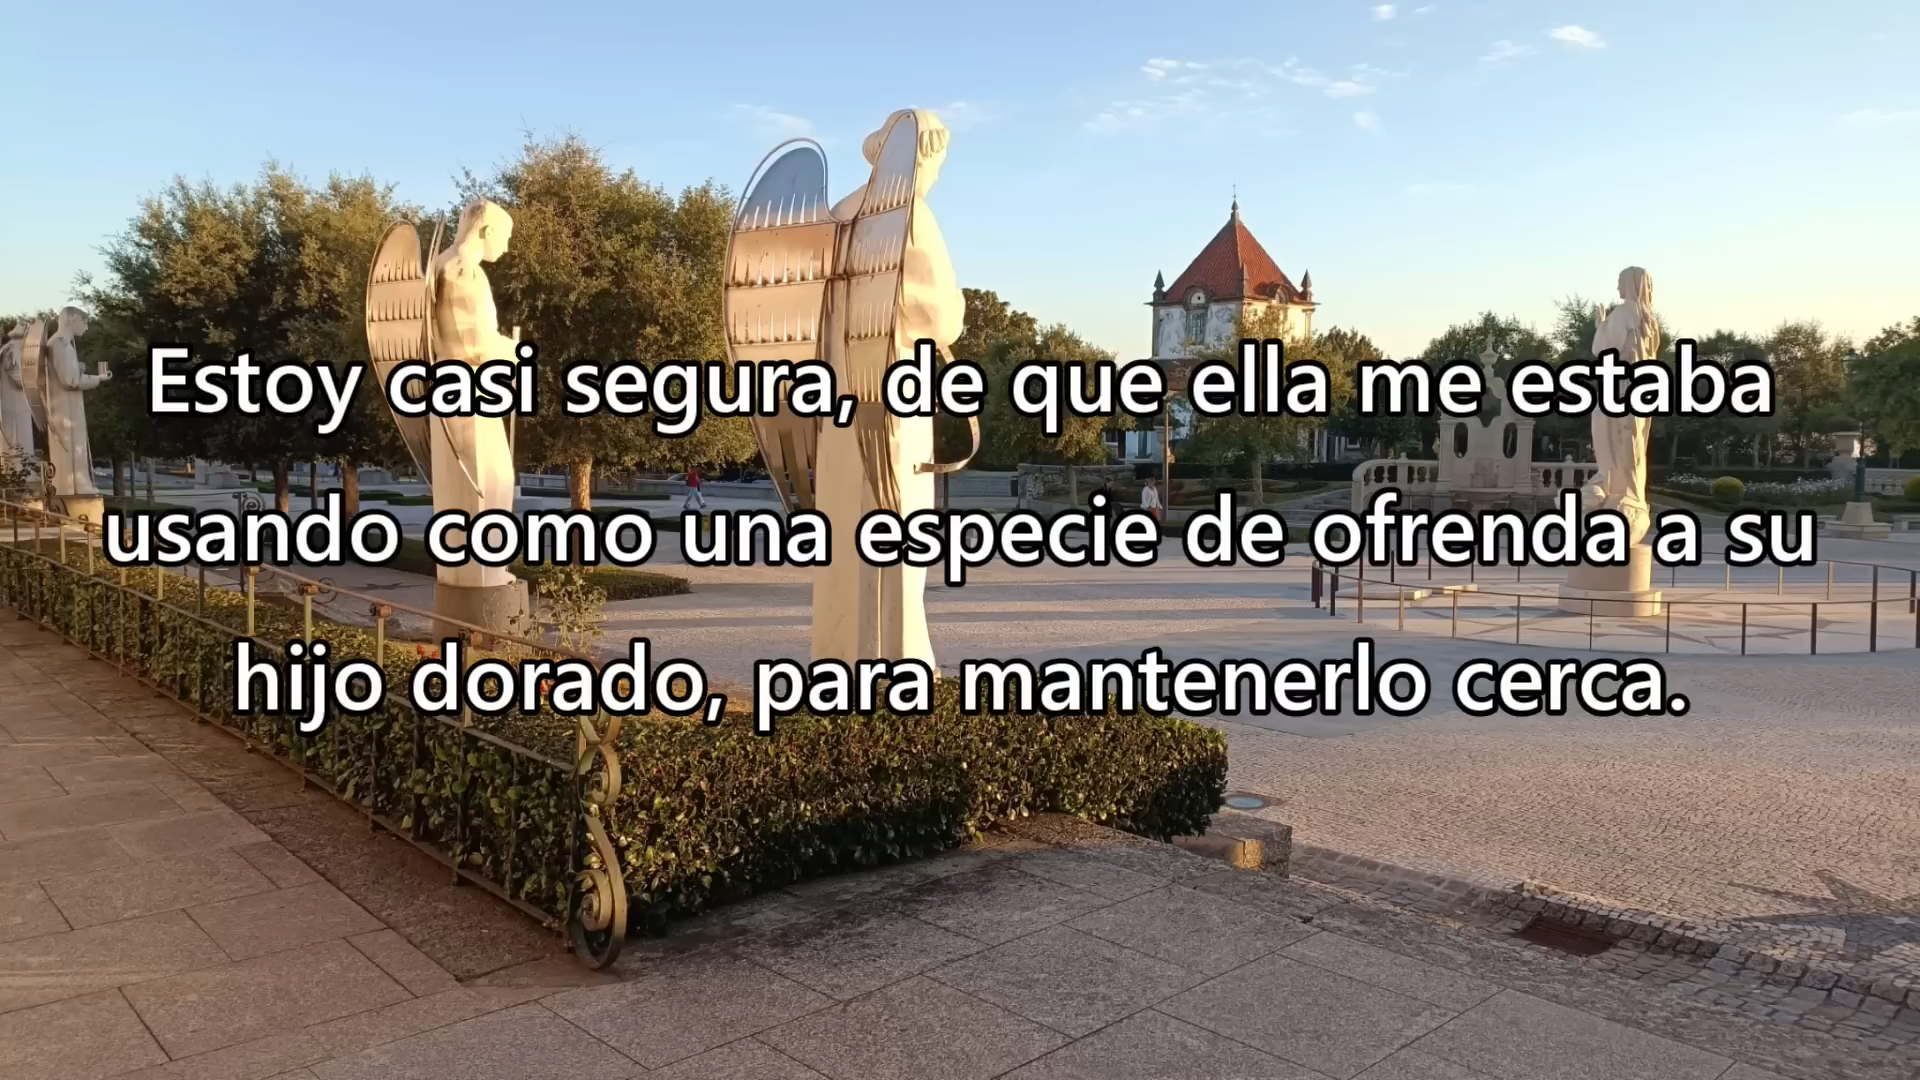 Estoy casi segura, de que ella me estaba
usando como una especie de ofrenda a su
hijo dorado, para mantenerlo cerca.